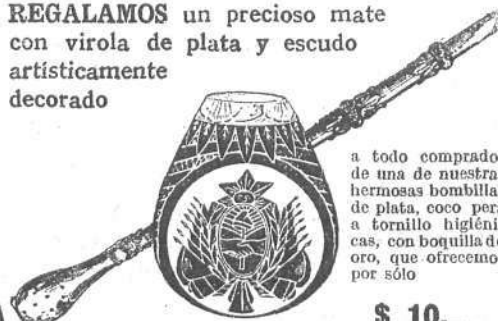 REGALAMOS un precioso mate
con virola de plata y escudo
artísticamente
decorado
a todo comprado
de una de nuestra
hermosas bombilla
de plata, coco per
a tornillo higiéni
cas, con boquilla de
oro, que ofrecemo
por sólo
$ 10.